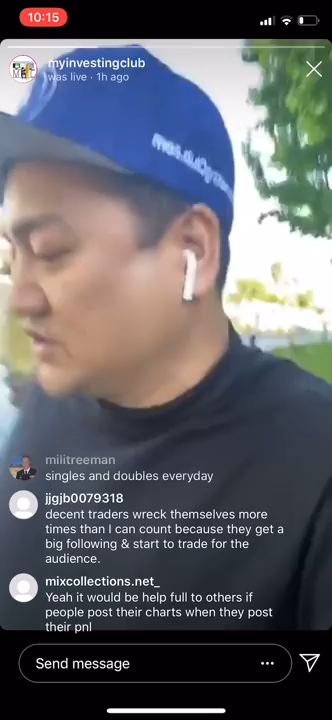 10:15
myinvestingclub
was live · 1h ago
militreeman
singles and doubles everyday
jjgjb0079318
decent traders wreck themselves more
times than I can count because they get a
big following & start to trade for the
audience.
mixcollections.net_
Yeah it would be help full to others if
people post their charts when they post
their pnl
Send message